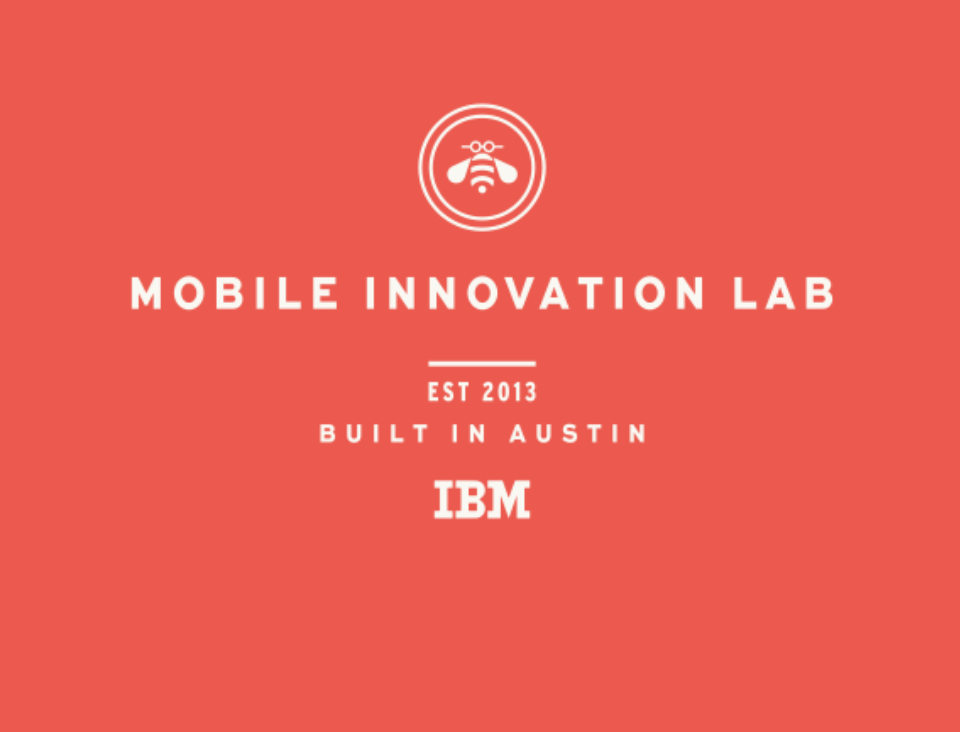 MOBILE INNOVATION LAB
EST 2013
BUILT IN AUSTIN
IBM